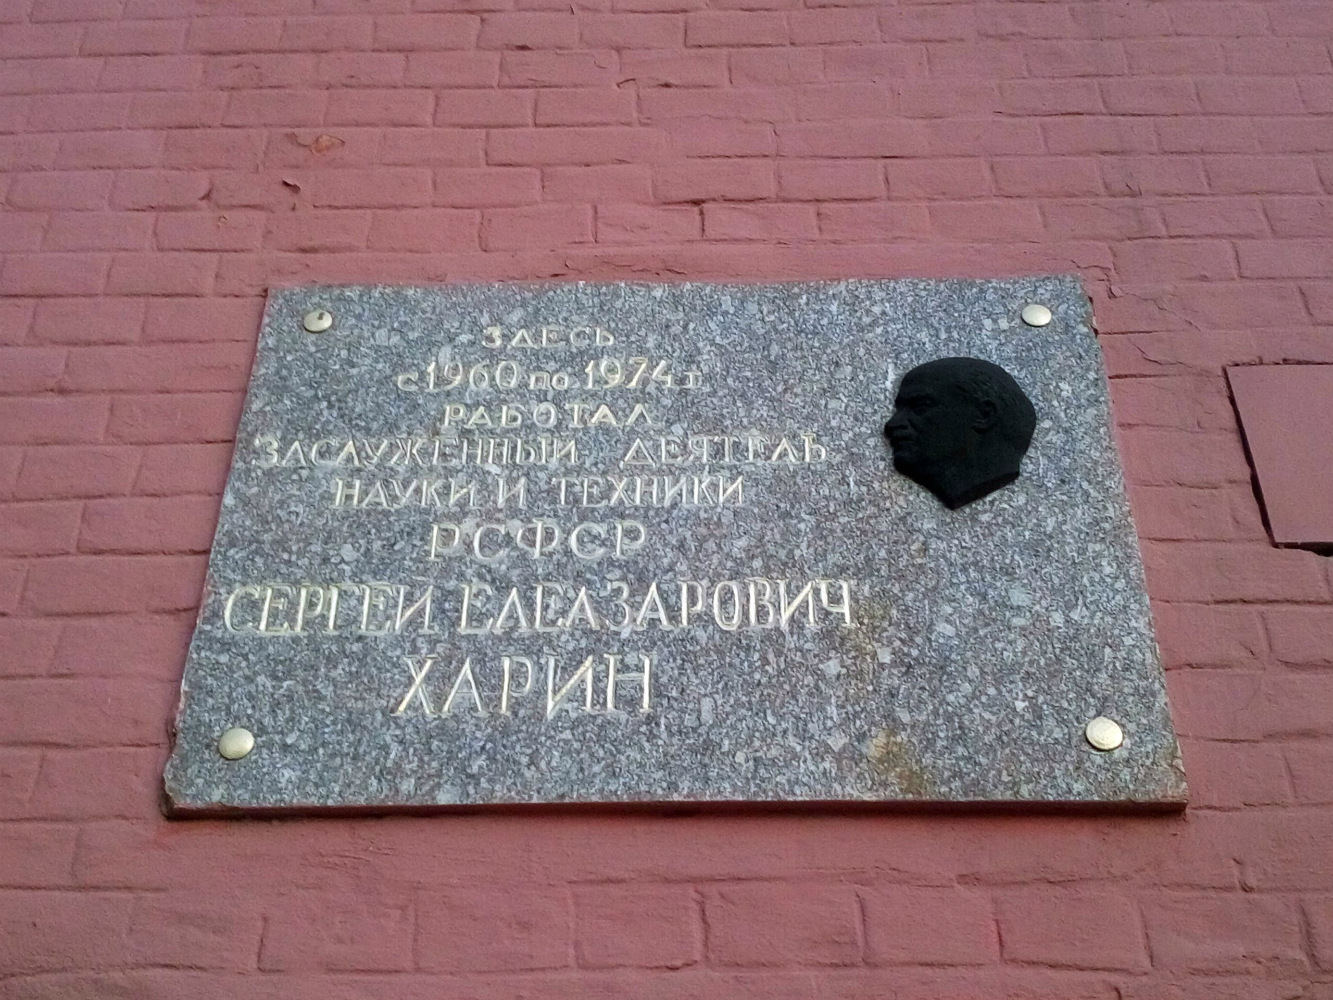 ЗДЕСЬ
с 1960 по 1974 г
РАБОТАЛ
ЗАСЛУЖЕННЫЙ ДЕЯТЕЛЬ
НАУКИ И ТЕХНИКИ
РСФСР
СЕРГЕЙ ЕЛЕАЗАРОВИЧ
ХАРИН